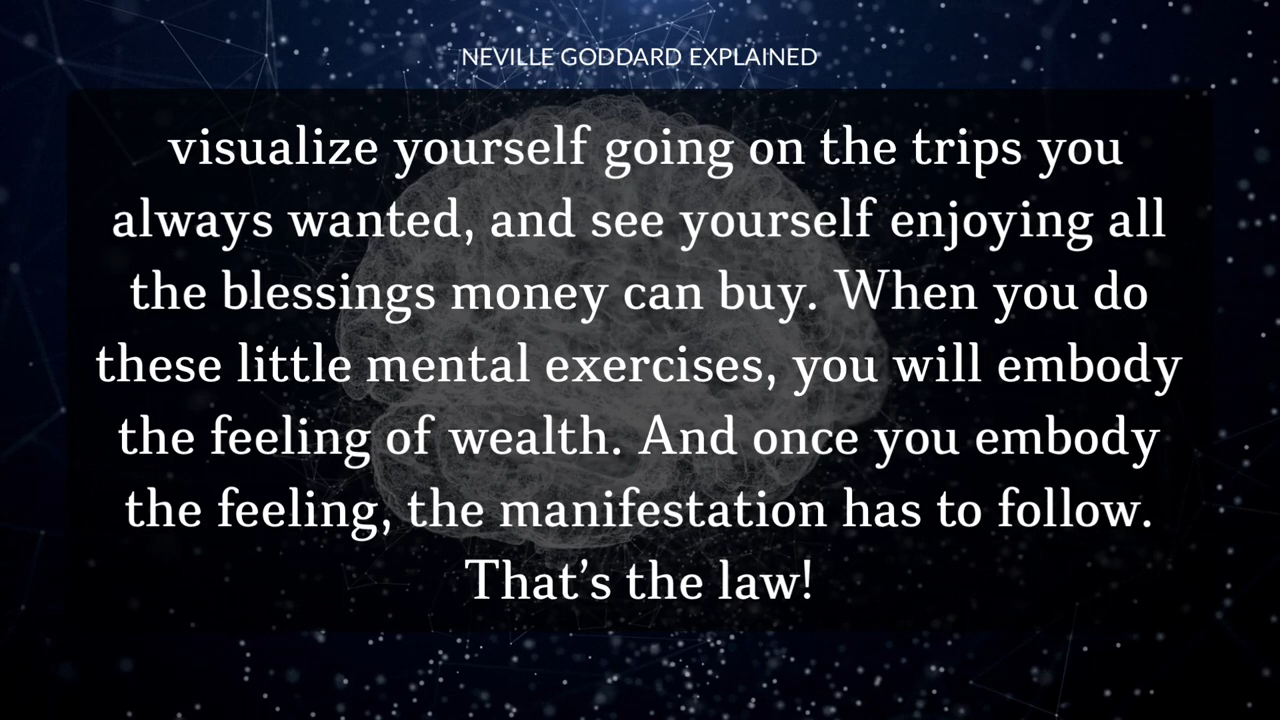 NEVILLE GODDARD EXPLAINED
visualize yourself going on the trips you
always wanted, and see yourself enjoying all
the blessings money can buy. When you do
these little mental exercises, you will embody
the feeling of wealth. And once you embody
the feeling, the manifestation has to follow.
That’s the law!